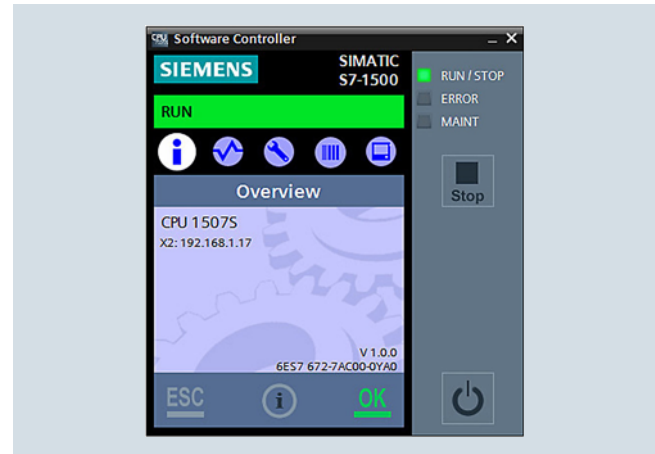 CPU Software Controller
SIEMENS
SIMATIC
S7-1500
RUN
RUN / STOP
ERROR
MAINT
Stop
Overview
CPU 1507S
X2: 192.168.1.17
V 1.0.0
6ES7 672-7AC00-0YA0
ESC
i
OK